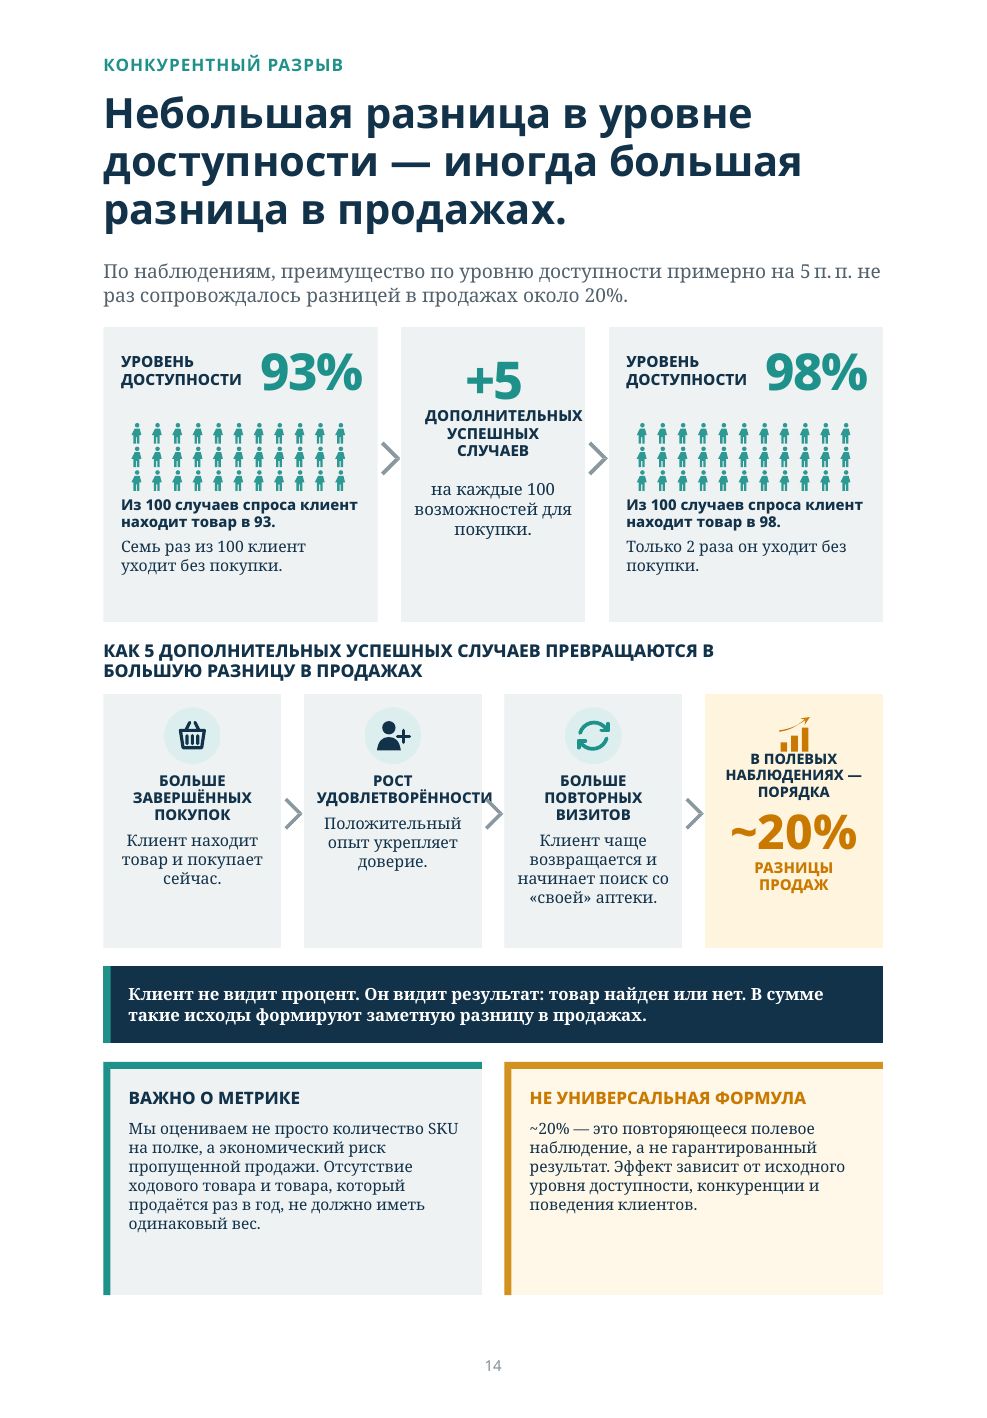 КОНКУРЕНТНЫЙ РАЗРЫВ
Небольшая разница в уровне
доступности — иногда большая
разница в продажах.
По наблюдениям, преимущество по уровню доступности примерно на 5 п. п. не
раз сопровождалось разницей в продажах около 20%.
УРОВЕНЬ
ДОСТУПНОСТИ
93%
Из 100 случаев спроса клиент
находит товар в 93.
Семь раз из 100 клиент
уходит без покупки.
+5
ДОПОЛНИТЕЛЬНЫХ
УСПЕШНЫХ
СЛУЧАЕВ
на каждые 100
возможностей для
покупки.
УРОВЕНЬ
ДОСТУПНОСТИ
98%
Из 100 случаев спроса клиент
находит товар в 98.
Только 2 раза он уходит без
покупки.
КАК 5 ДОПОЛНИТЕЛЬНЫХ УСПЕШНЫХ СЛУЧАЕВ ПРЕВРАЩАЮТСЯ В
БОЛЬШУЮ РАЗНИЦУ В ПРОДАЖАХ
БОЛЬШЕ
ЗАВЕРШЁННЫХ
ПОКУПОК
Клиент находит
товар и покупает
сейчас.
РОСТ
УДОВЛЕТВОРЁННОСТИ
Положительный
опыт укрепляет
доверие.
БОЛЬШЕ
ПОВТОРНЫХ
ВИЗИТОВ
Клиент чаще
возвращается и
начинает поиск со
«своей» аптеки.
В ПОЛЕВЫХ
НАБЛЮДЕНИЯХ —
ПОРЯДКА
~20%
РАЗНИЦЫ
ПРОДАЖ
Клиент не видит процент. Он видит результат: товар найден или нет. В сумме
такие исходы формируют заметную разницу в продажах.
ВАЖНО О МЕТРИКЕ
Мы оцениваем не просто количество SKU
на полке, а экономический риск
пропущенной продажи. Отсутствие
ходового товара и товара, который
продаётся раз в год, не должно иметь
одинаковый вес.
НЕ УНИВЕРСАЛЬНАЯ ФОРМУЛА
~20% — это повторяющееся полевое
наблюдение, а не гарантированный
результат. Эффект зависит от исходного
уровня доступности, конкуренции и
поведения клиентов.
14